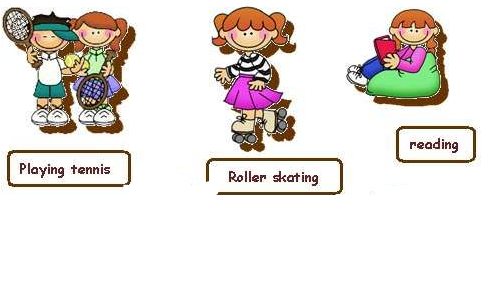 Playing tennis
Roller skating
reading